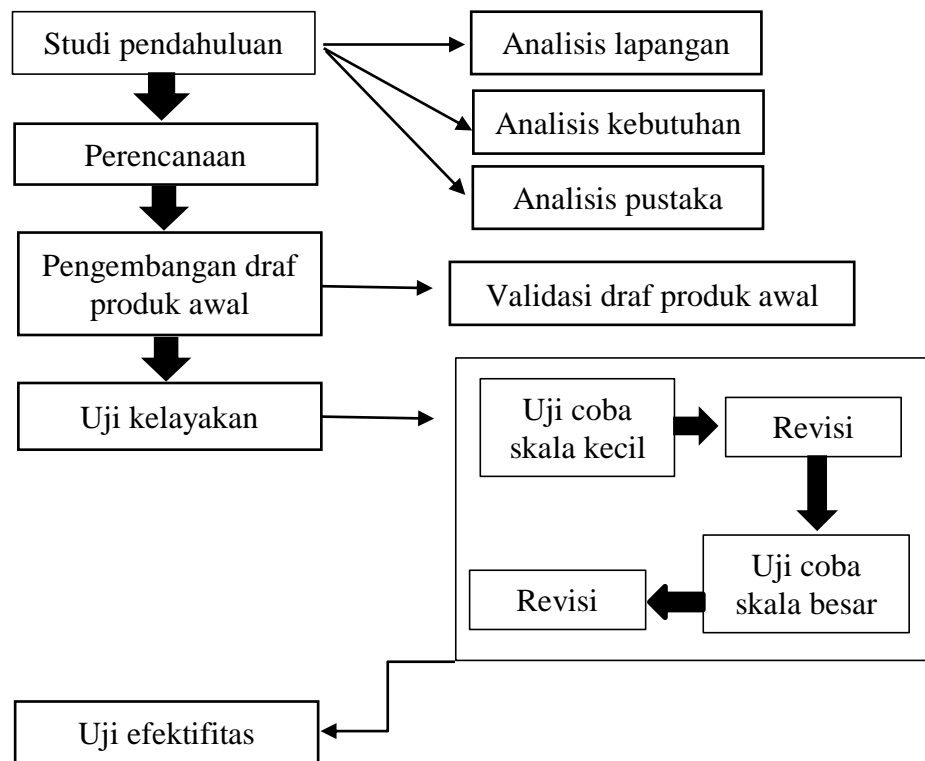 Studi pendahuluan
Analisis lapangan
Analisis kebutuhan
Perencanaan
Analisis pustaka
Pengembangan draf
produk awal
Validasi draf produk awal
Uji kelayakan
Uji coba
skala kecil
Revisi
Uji coba
skala besar
Revisi
Uji efektifitas